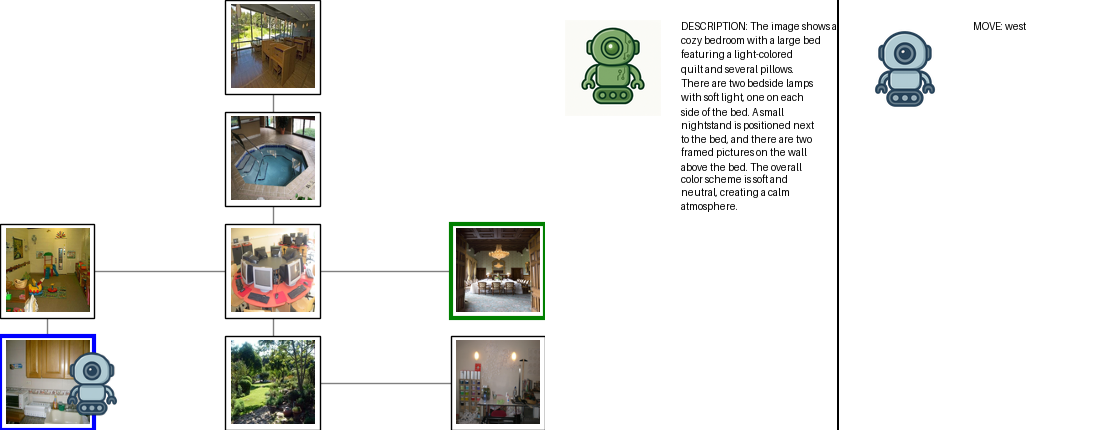 DESCRIPTION: The image shows a
cozy bedroom with a large bed
featuring a light-colored
quilt and several pillows.
There are two bedside lamps
with soft light, one on each
side of the bed. A small
nightstand is positioned next
to the bed, and there are two
framed pictures on the wall
above the bed. The overall
color scheme is soft and
neutral, creating a calm
atmosphere.
MOVE: west